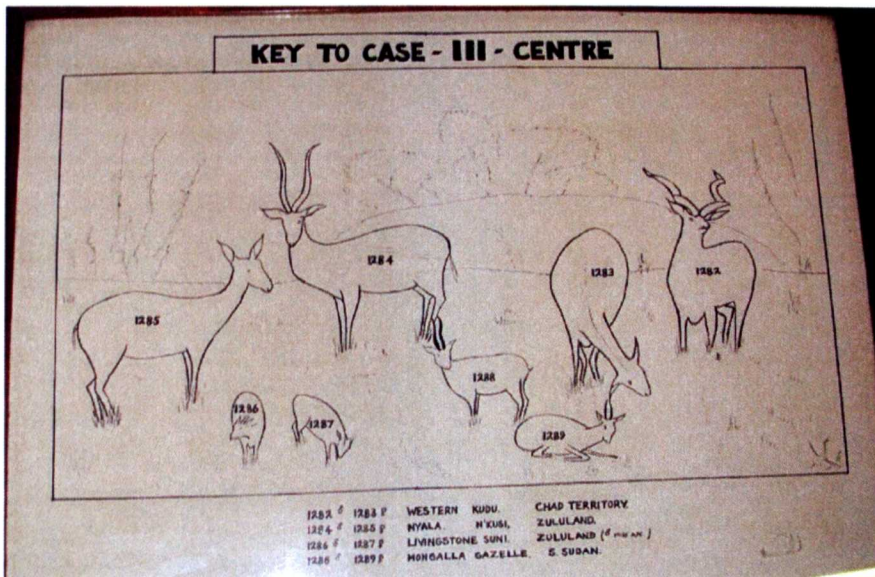 KEY TO CASE - III - CENTRE
1284
1283
1282
1285
1288
1286
1287
1289
1282 ♂ 1283 ♀ WESTERN KUDU. CHAD TERRITORY.
1284 ♂ 1285 ♀ NYALA. N'KUSI, ZULULAND.
1286 ♂ 1287 ♀ LIVINGSTONE SUNI. ZULULAND
1288 ♂ 1289 ♀ MONGALLA GAZELLE. S. SUDAN.